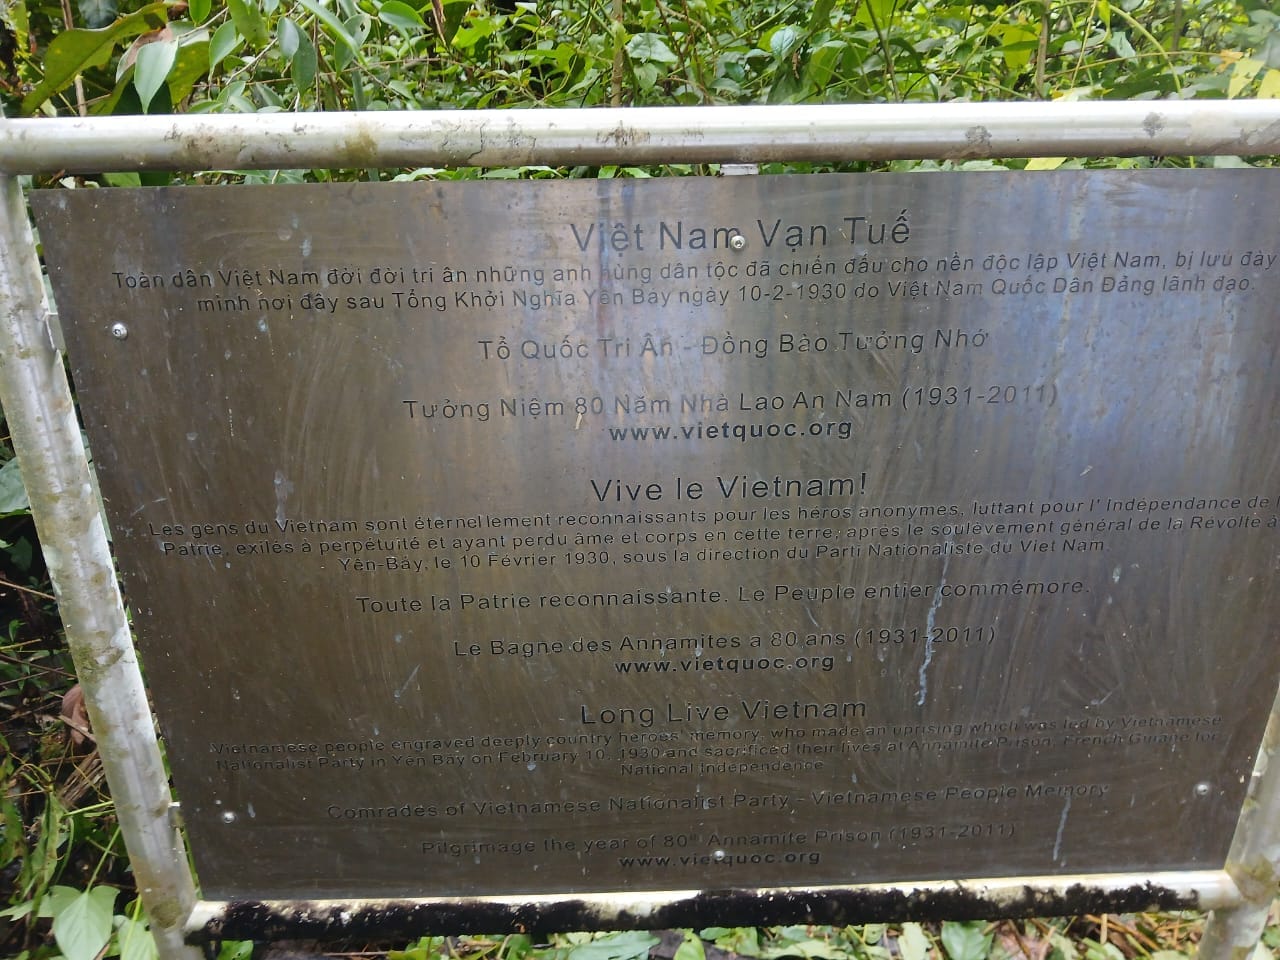 Việt Nam Vạn Tuế
Toàn dân Việt Nam đời đời tri ân những anh hùng dân tộc đã chiến đấu cho nền độc lập Việt Nam, bị lưu đày
mình nơi đây sau Tổng Khởi Nghĩa Yên Báy ngày 10-2-1930 do Việt Nam Quốc Dân Đảng lãnh đạo.
Tổ Quốc Tri Ân - Đồng Bào Tưởng Nhớ
Tưởng Niệm 80 Năm Nhà Lao An Nam (1931-2011)
www.vietquoc.org
Vive le Vietnam!
Les gens du Vietnam sont éternellement reconnaissants pour les héros anonymes, luttant pour l' Indépendance de
Patrie, exilés à perpétuité et ayant perdu âme et corps en cette terre, après le soulèvement général de la Révolte à
Yên-Báy, le 10 Février 1930, sous la direction du Parti Nationaliste du Viet Nam.
Toute la Patrie reconnaissante. Le Peuple entier commémore.
Le Bagne des Annamites a 80 ans (1931-2011)
www.vietquoc.org
Long Live Vietnam
Vietnamese people engraved deeply country heroes' memory, who made an uprising which was led by Vietnamese
Nationalist Party in Yen Bay on February 10, 1930 and sacrificed their lives at Annamite Prison, French Guiane for
National Independence
Comrades of Vietnamese Nationalist Party - Vietnamese People Memory
Pilgrimage the year of 80th Annamite Prison (1931-2011)
www.vietquoc.org